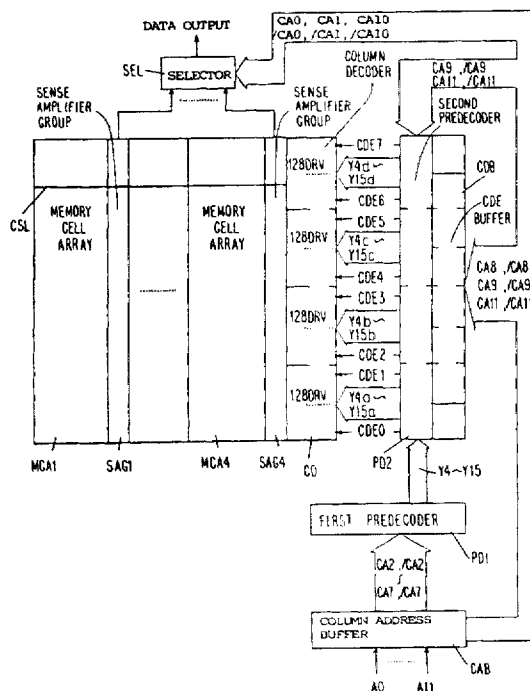 DATA OUTPUT
CA0, CA1, CA10
/CA0, /CA1, /CA10
SEL
SELECTOR
COLUMN
DECODER
CA9 ,/CA9
CA11 ,/CA11
SENSE
AMPLIFIER
GROUP
SENSE
AMPLIFIER
GROUP
SECOND
PREDECODER
CSL
MEMORY
CELL
ARRAY
MEMORY
CELL
ARRAY
128DRV
128DRV
128DRV
128DRV
CDE7
Y4d~
Y15d
CDE6
CDE5
Y4c~
Y15c
CDE4
CDE3
Y4b~
Y15b
CDE2
CDE1
Y4a~
Y15a
CDE0
CDB
CDE
BUFFER
CA8 ,/CA8
CA9 ,/CA9
CA11 ,/CA11
MCA1
SAG1
MCA4
SAG4
CD
PD2
Y4~Y15
FIRST PREDECODER
PD1
CA2 ,/CA2
~
CA7 ,/CA7
COLUMN ADDRESS
BUFFER
CAB
A0
A11